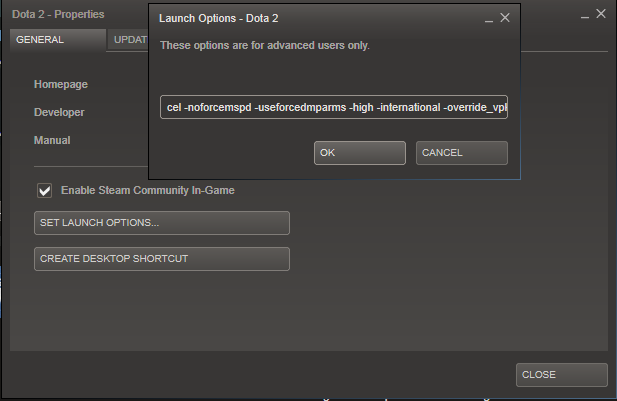 Dota 2 - Properties
GENERAL
UPDAT
Homepage
Developer
Manual
Enable Steam Community In-Game
SET LAUNCH OPTIONS...
CREATE DESKTOP SHORTCUT
CLOSE
Launch Options - Dota 2
These options are for advanced users only.
cel -noforcemspd -useforcedmparms -high -international -override_vpk
OK
CANCEL